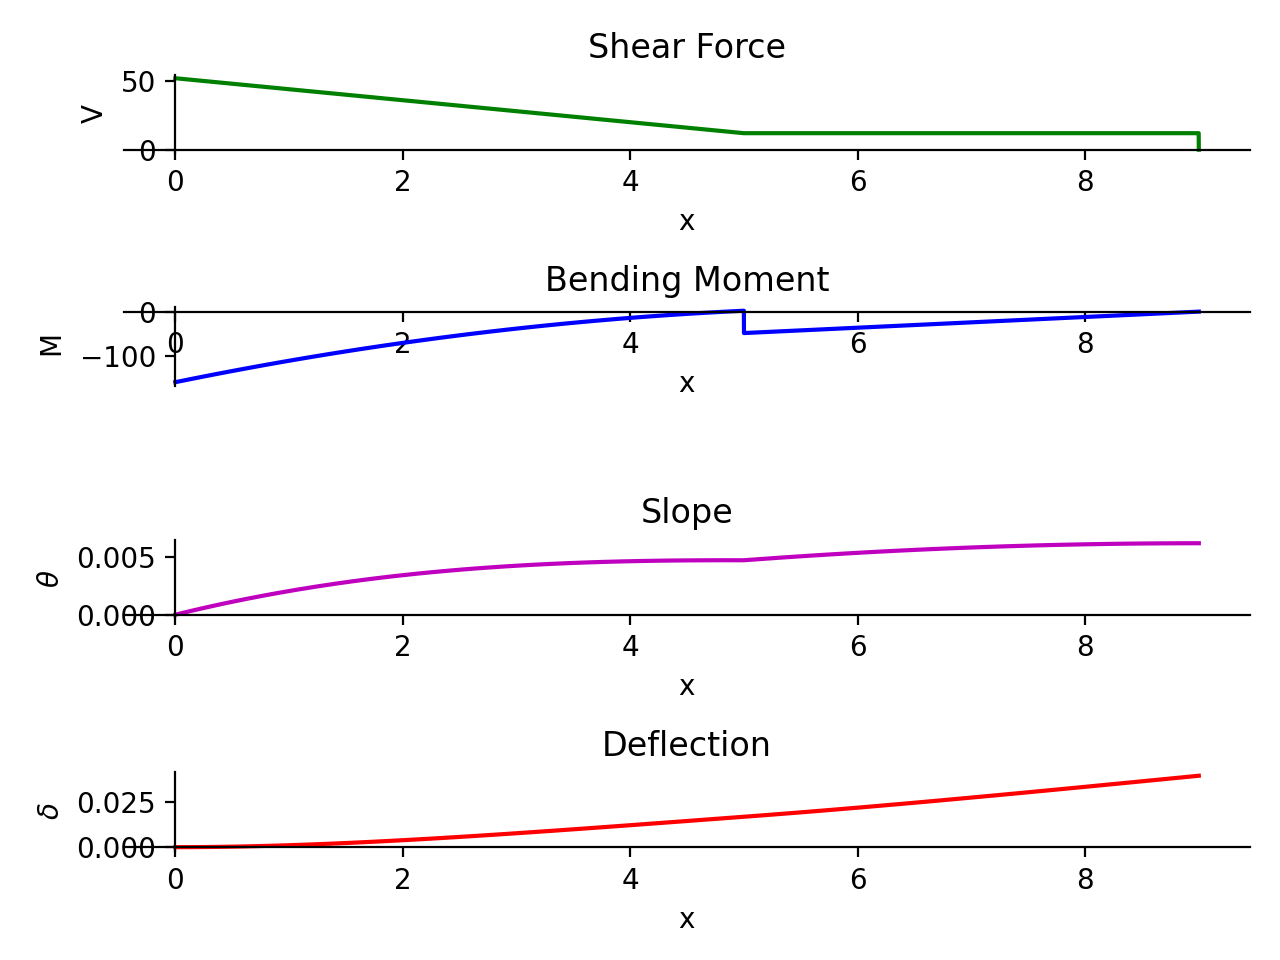 Shear Force
50
V
0
0 2 4 6 8
x
Bending Moment
0
M
−100
0 2 4 6 8
x
Slope
0.005
θ
0.000
0 2 4 6 8
x
Deflection
0.025
δ
0.000
0 2 4 6 8
x